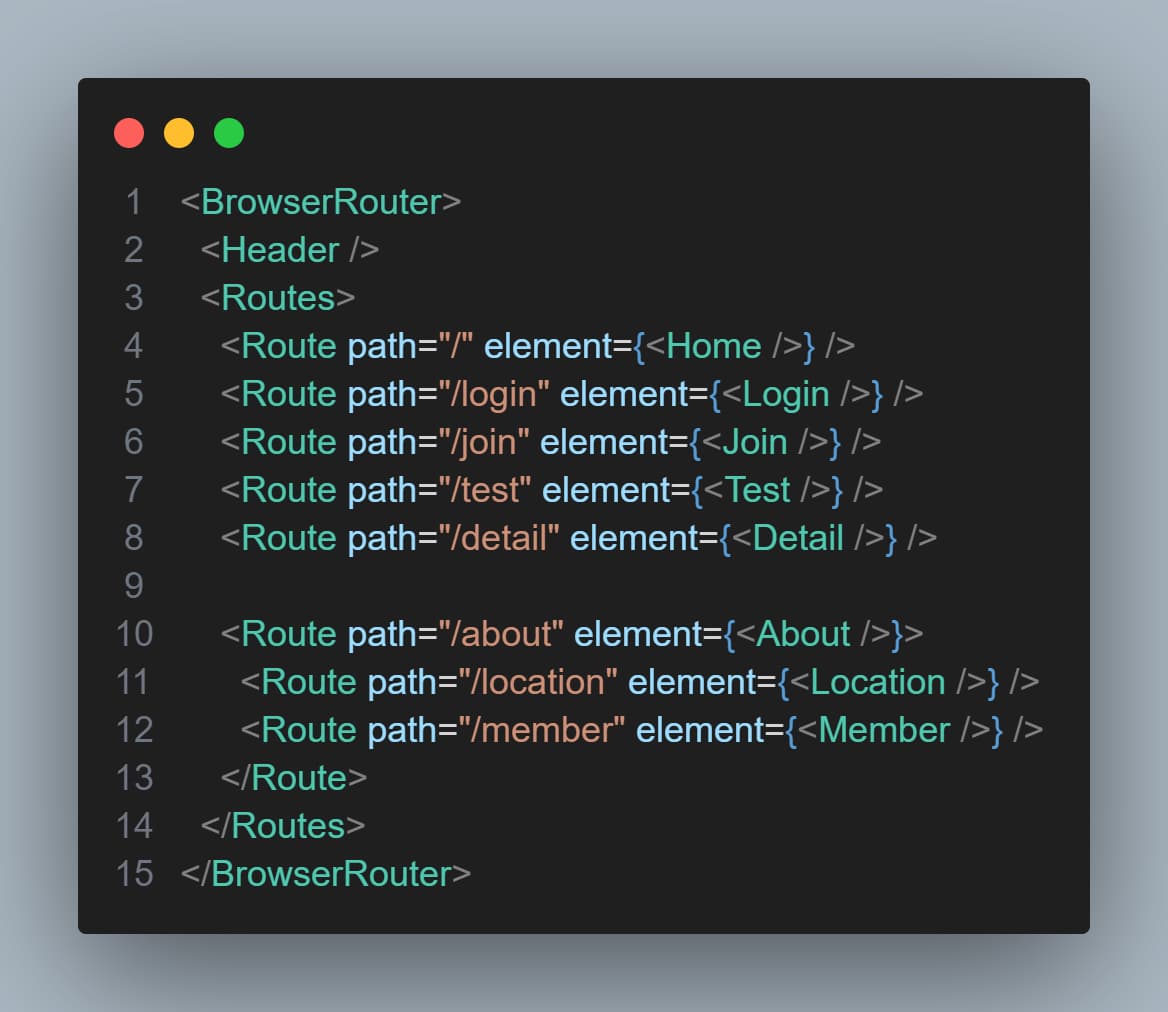 1 <BrowserRouter>
2   <Header />
3   <Routes>
4     <Route path="/" element={<Home />} />
5     <Route path="/login" element={<Login />} />
6     <Route path="/join" element={<Join />} />
7     <Route path="/test" element={<Test />} />
8     <Route path="/detail" element={<Detail />} />
9
10     <Route path="/about" element={<About />}>
11       <Route path="/location" element={<Location />} />
12       <Route path="/member" element={<Member />} />
13     </Route>
14   </Routes>
15 </BrowserRouter>